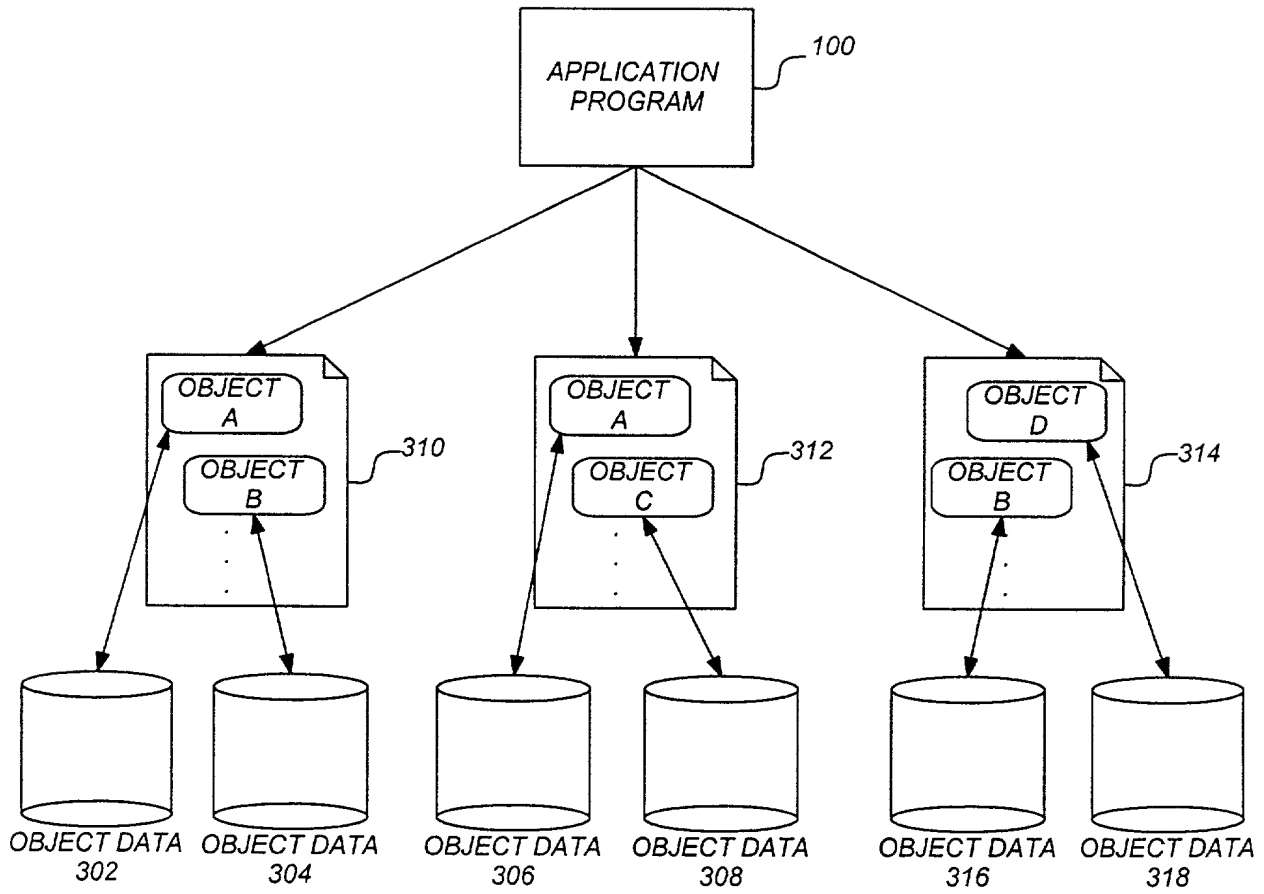 APPLICATION
PROGRAM
100
OBJECT
A
OBJECT
B
310
OBJECT
A
OBJECT
C
312
OBJECT
D
OBJECT
B
314
OBJECT DATA
302
OBJECT DATA
304
OBJECT DATA
306
OBJECT DATA
308
OBJECT DATA
316
OBJECT DATA
318